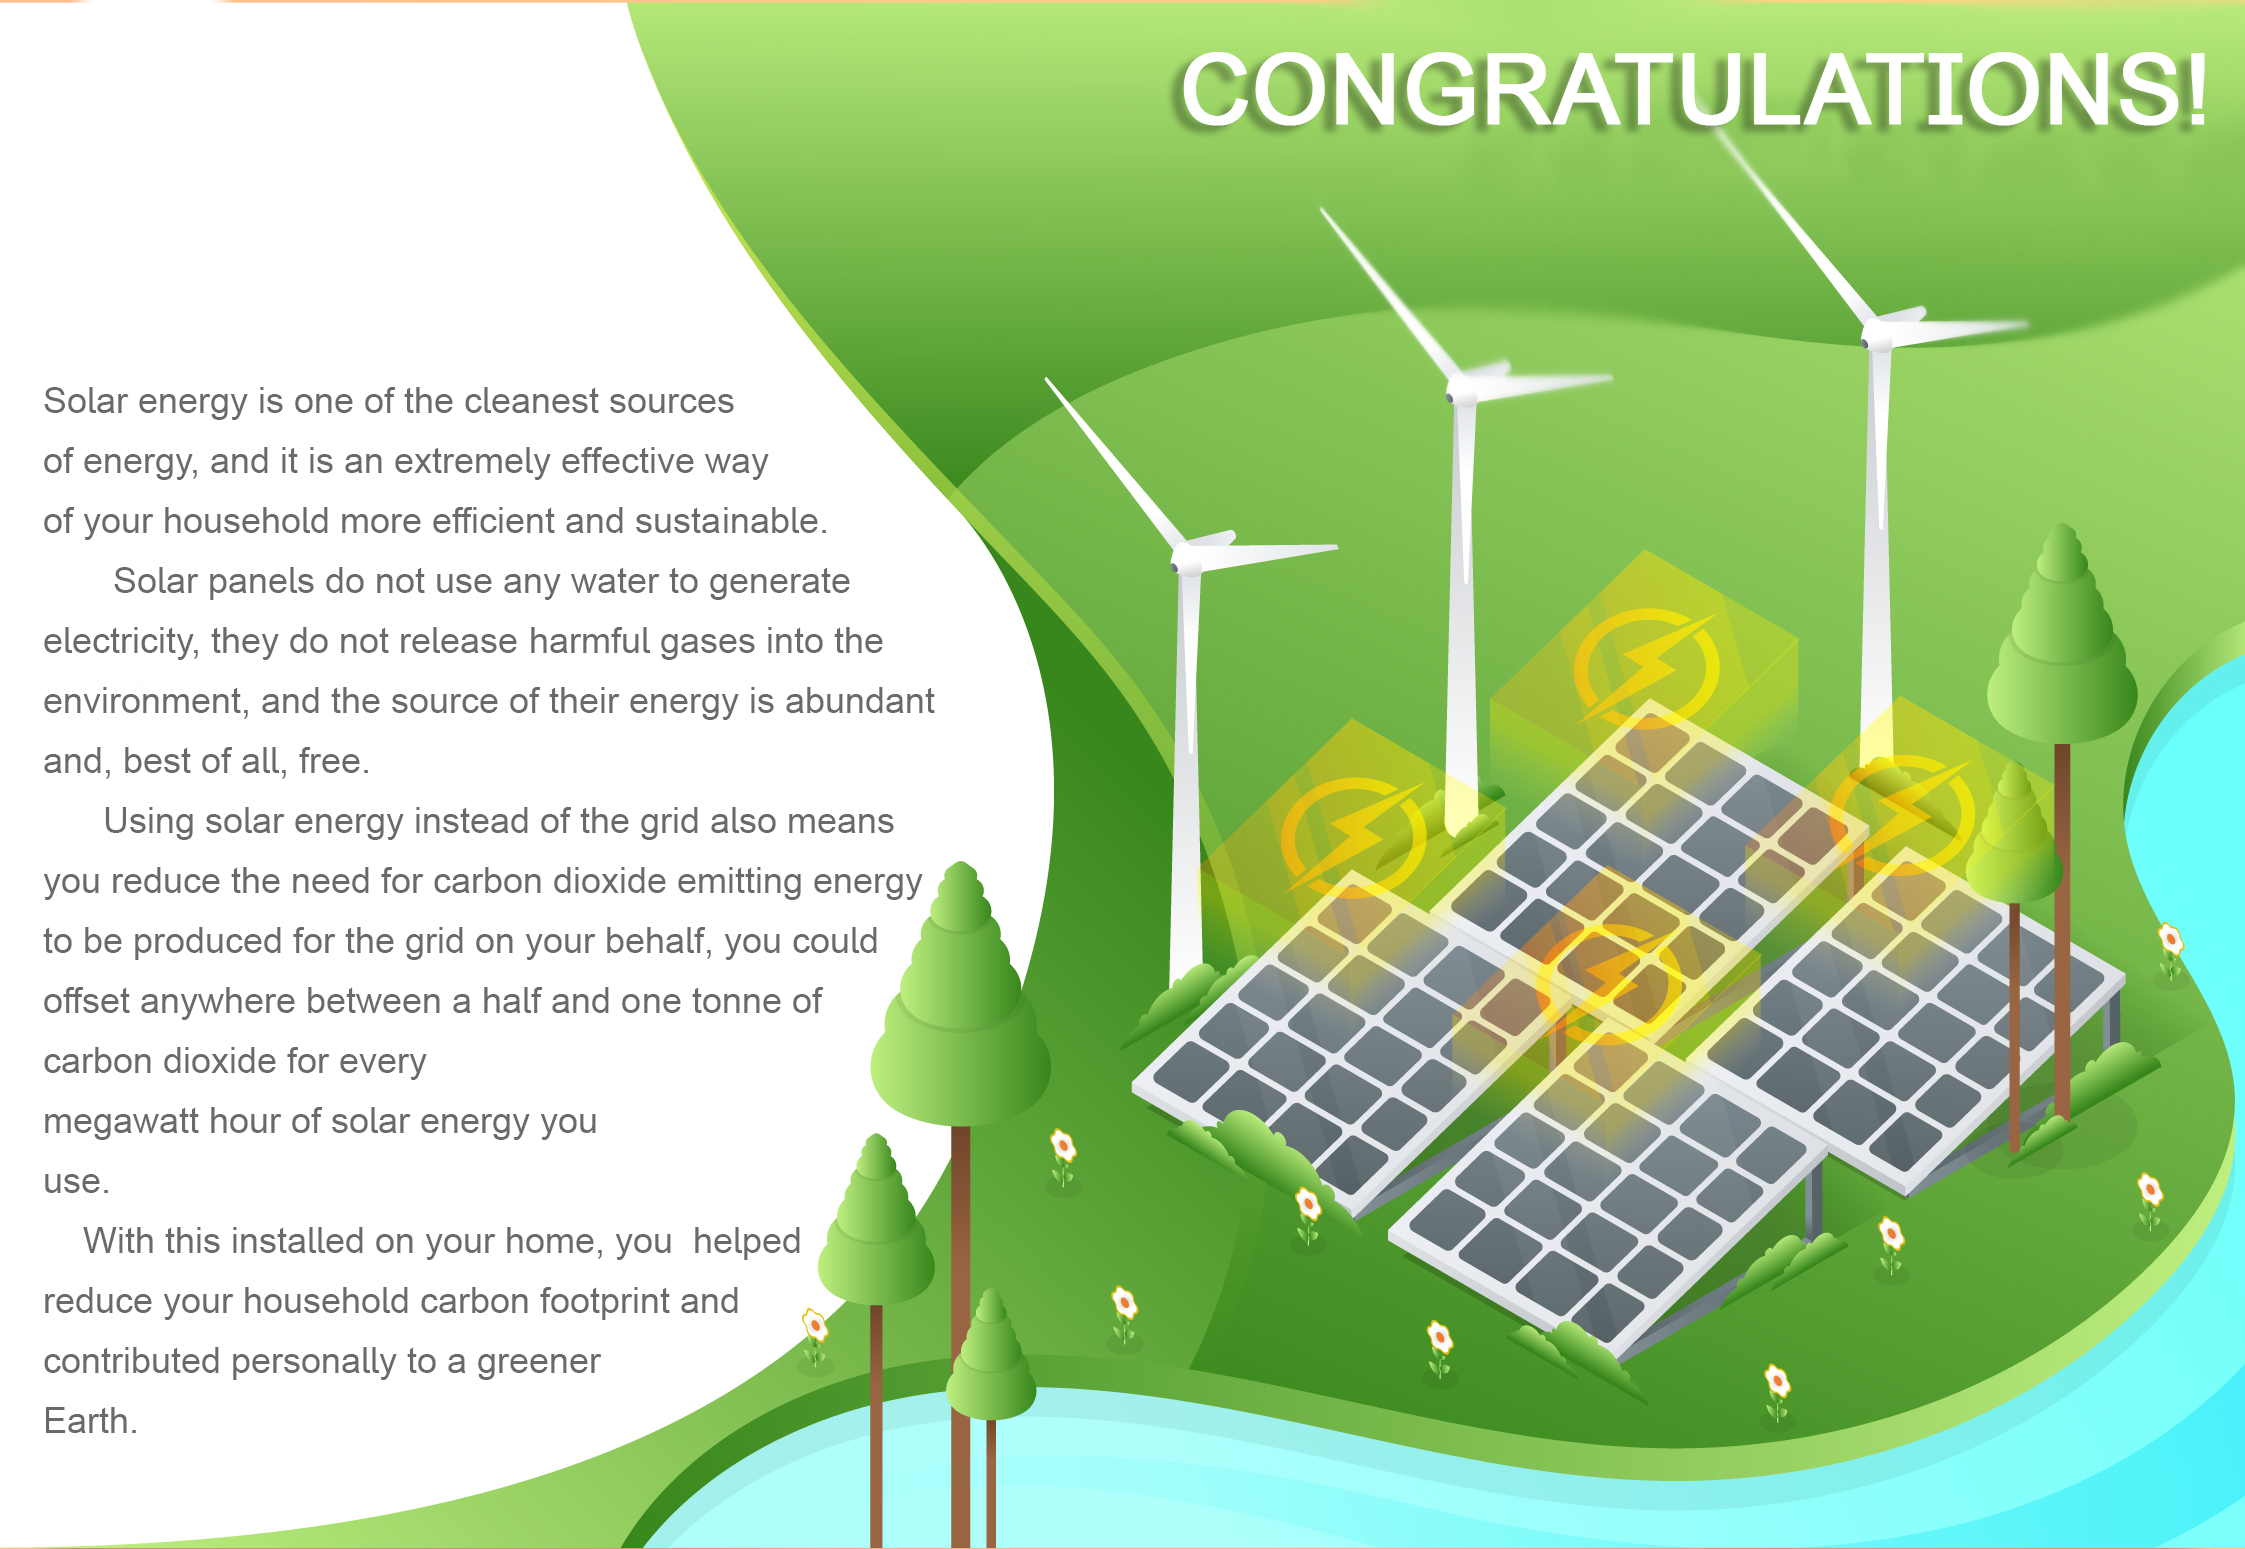 CONGRATULATIONS!
Solar energy is one of the cleanest sources
of energy, and it is an extremely effective way
of your household more efficient and sustainable.
Solar panels do not use any water to generate
electricity, they do not release harmful gases into the
environment, and the source of their energy is abundant
and, best of all, free.
Using solar energy instead of the grid also means
you reduce the need for carbon dioxide emitting energy
to be produced for the grid on your behalf, you could
offset anywhere between a half and one tonne of
carbon dioxide for every
megawatt hour of solar energy you
use.
With this installed on your home, you  helped
reduce your household carbon footprint and
contributed personally to a greener
Earth.